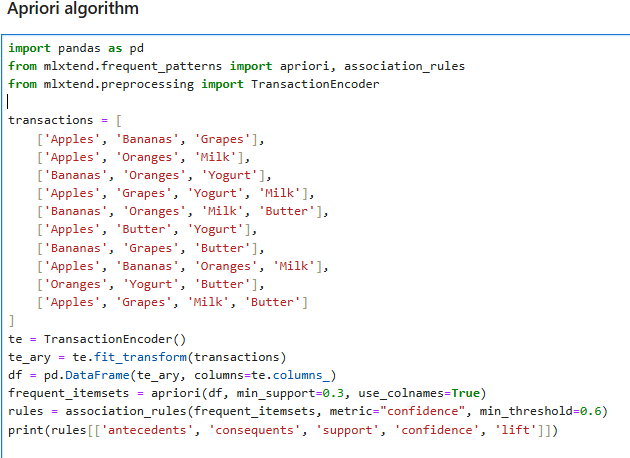 Apriori algorithm
import pandas as pd
from mlxtend.frequent_patterns import apriori, association_rules
from mlxtend.preprocessing import TransactionEncoder
transactions = [
    ['Apples', 'Bananas', 'Grapes'],
    ['Apples', 'Oranges', 'Milk'],
    ['Bananas', 'Oranges', 'Yogurt'],
    ['Apples', 'Grapes', 'Yogurt', 'Milk'],
    ['Bananas', 'Oranges', 'Milk', 'Butter'],
    ['Apples', 'Butter', 'Yogurt'],
    ['Bananas', 'Grapes', 'Butter'],
    ['Apples', 'Bananas', 'Oranges', 'Milk'],
    ['Oranges', 'Yogurt', 'Butter'],
    ['Apples', 'Grapes', 'Milk', 'Butter']
]
te = TransactionEncoder()
te_ary = te.fit_transform(transactions)
df = pd.DataFrame(te_ary, columns=te.columns_)
frequent_itemsets = apriori(df, min_support=0.3, use_colnames=True)
rules = association_rules(frequent_itemsets, metric="confidence", min_threshold=0.6)
print(rules[['antecedents', 'consequents', 'support', 'confidence', 'lift']])